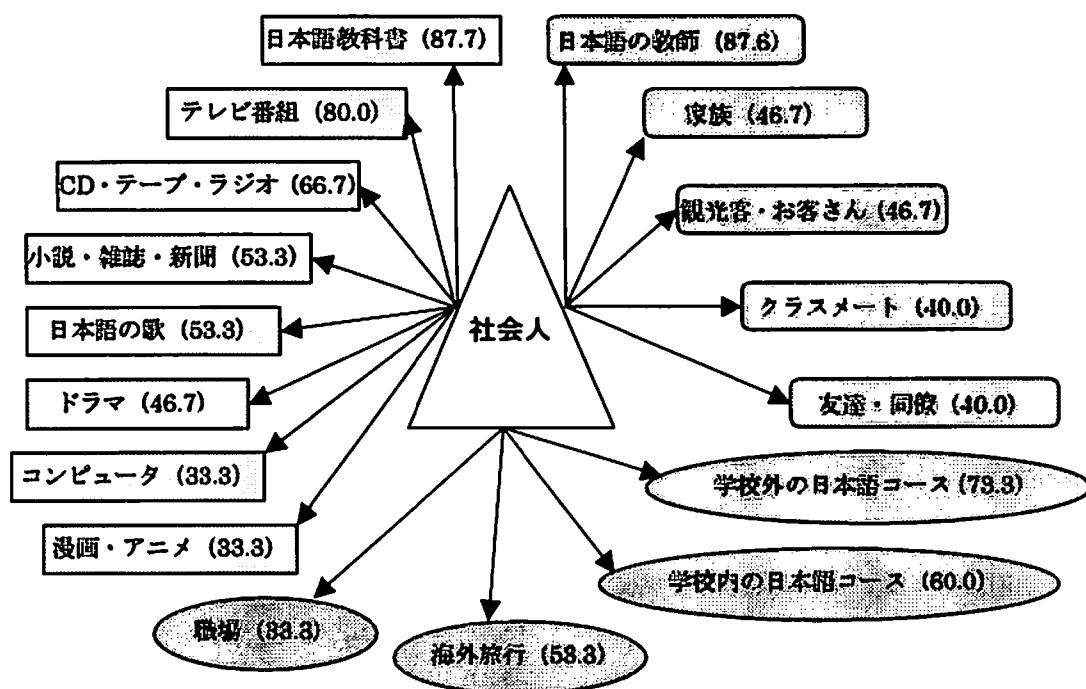 日本語教科書 (87.7)
日本語の教師 (87.6)
テレビ番組 (80.0)
家族 (46.7)
CD・テープ・ラジオ (66.7)
観光客・お客さん (46.7)
小説・雑誌・新聞 (53.3)
クラスメート (40.0)
日本語の歌 (53.3)
社会人
ドラマ (46.7)
友達・同僚 (40.0)
コンピュータ (33.3)
学校外の日本語コース (73.3)
漫画・アニメ (33.3)
学校内の日本語コース (60.0)
職場 (33.3)
海外旅行 (53.3)